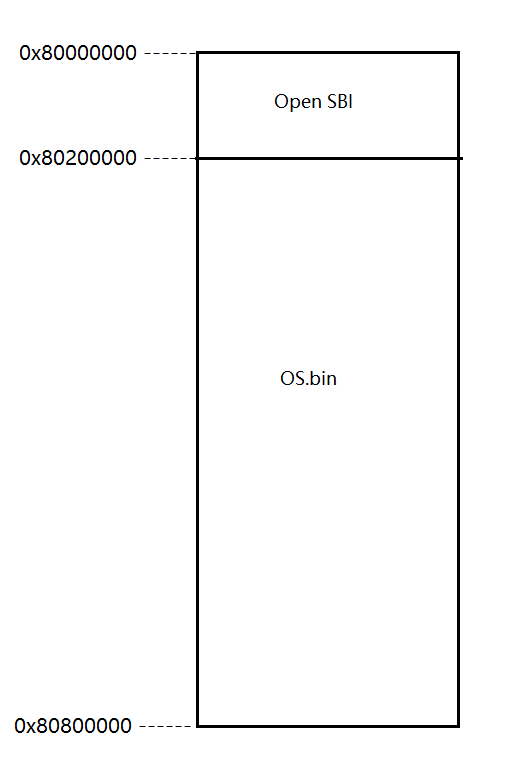 0x80000000 ------
Open SBI
0x80200000 ------
OS.bin
0x80800000 ------